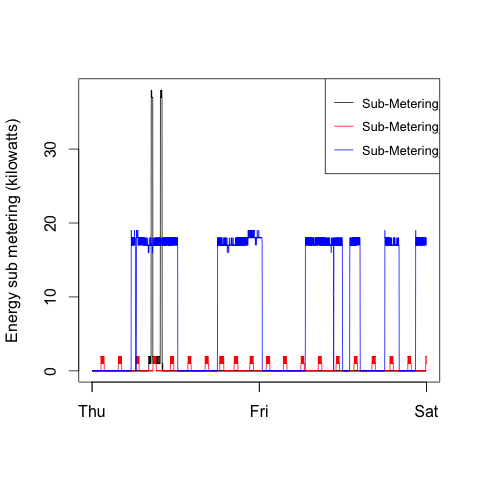 Energy sub metering (kilowatts)
30
20
10
0
Thu Fri Sat
Sub-Metering
Sub-Metering
Sub-Metering